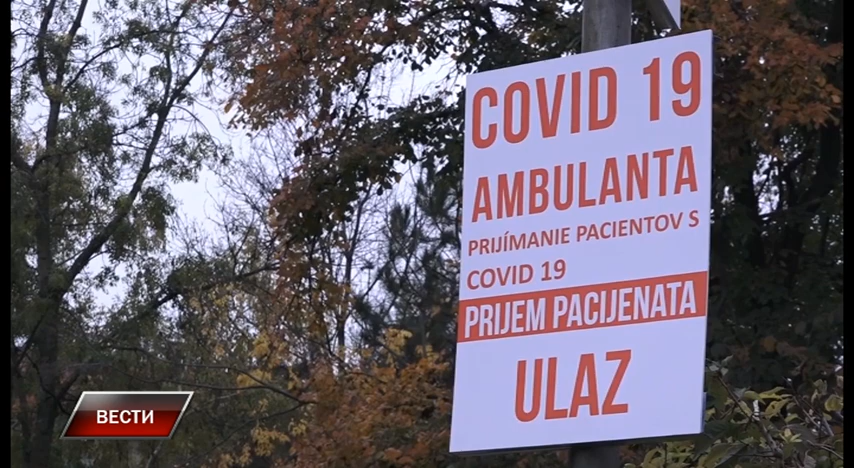 COVID 19
AMBULANTA
PRIJÍMANIE PACIENTOV S
COVID 19
PRIJEM PACIJENATA
ULAZ
ВЕСТИ